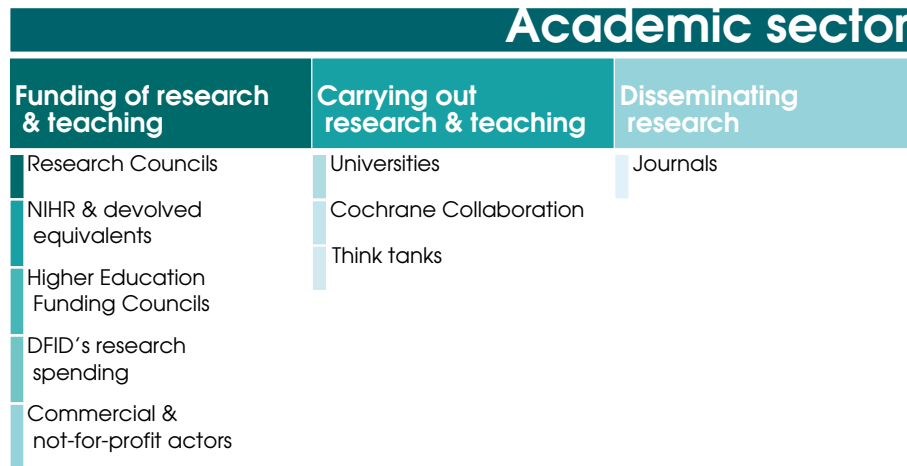 Academic sector
Funding of research
& teaching
Research Councils
NIHR & devolved
equivalents
Higher Education
Funding Councils
DFID's research
spending
Commercial &
not-for-profit actors
Carrying out
research & teaching
Universities
Cochrane Collaboration
Think tanks
Disseminating
research
Journals